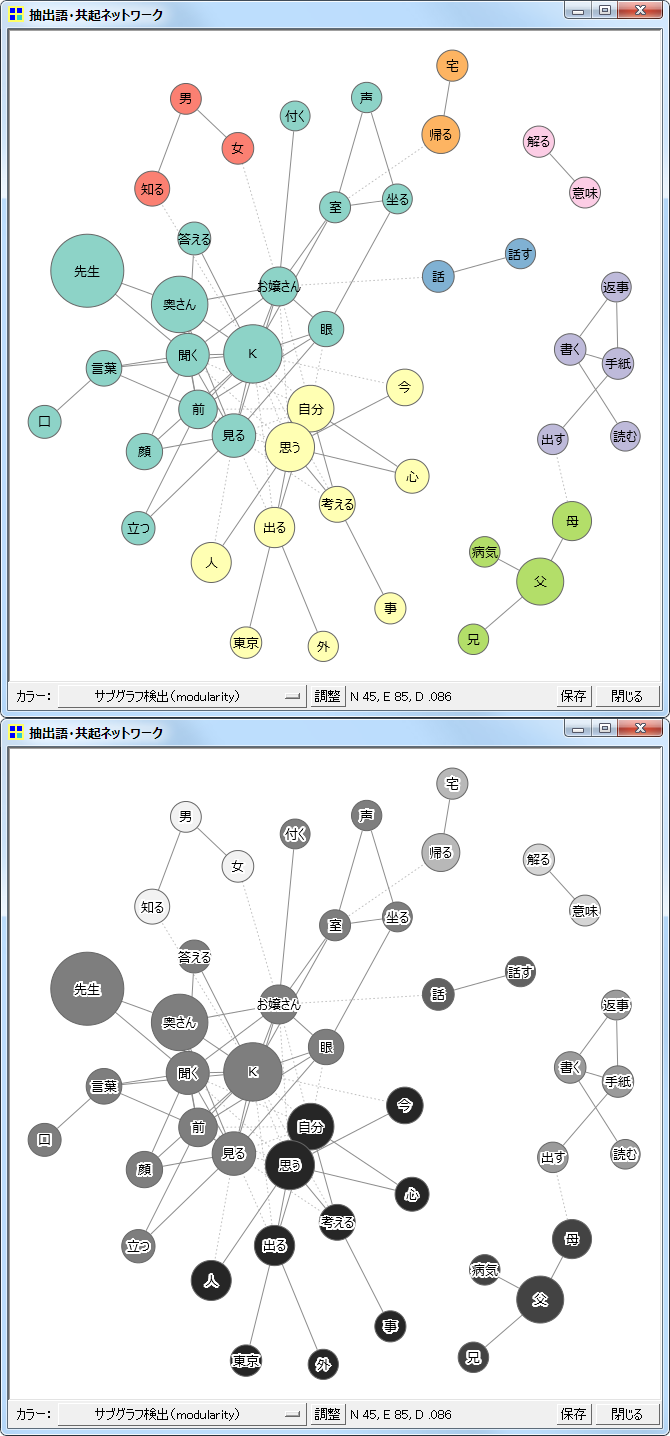 抽出語・共起ネットワーク
宅
男
声
付く
帰る
女
解る
知る
意味
室
坐る
答える
話す
先生
話
お嬢さん
返事
奥さん
眼
書く
K
聞く
手紙
言葉
今
自分
前
口
見る
読む
出す
思う
顔
心
考える
母
立つ
出る
病気
人
父
事
東京
外
兄
カラー: サブグラフ検出(modularity) 調整 N 45, E 85, D .086 保存 閉じる
抽出語・共起ネットワーク
宅
男
声
付く
帰る
女
解る
知る
意味
室
坐る
答える
話す
先生
話
お嬢さん
返事
奥さん
眼
書く
K
聞く
手紙
言葉
今
自分
前
口
見る
読む
出す
思う
顔
心
考える
母
立つ
出る
病気
人
父
事
東京
外
兄
カラー: サブグラフ検出(modularity) 調整 N 45, E 85, D .086 保存 閉じる